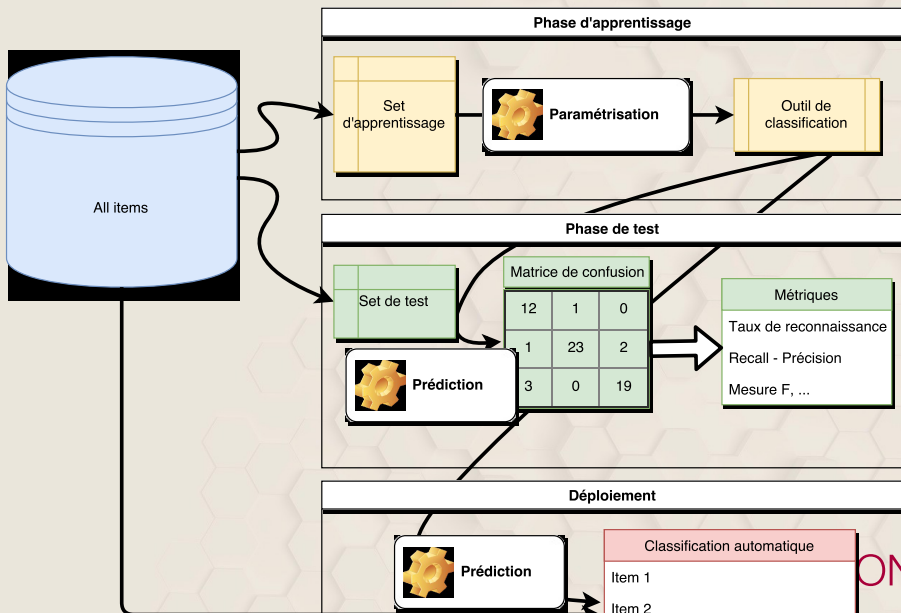 Phase d'apprentissage
All items
Set
d'apprentissage
Paramétrisation
Outil de
classification
Phase de test
Set de test
Prédiction
Matrice de confusion
12 1 0
1 23 2
3 0 19
Métriques
Taux de reconnaissance
Recall - Précision
Mesure F, ...
Déploiement
Prédiction
Classification automatique
Item 1
Item 2
ON